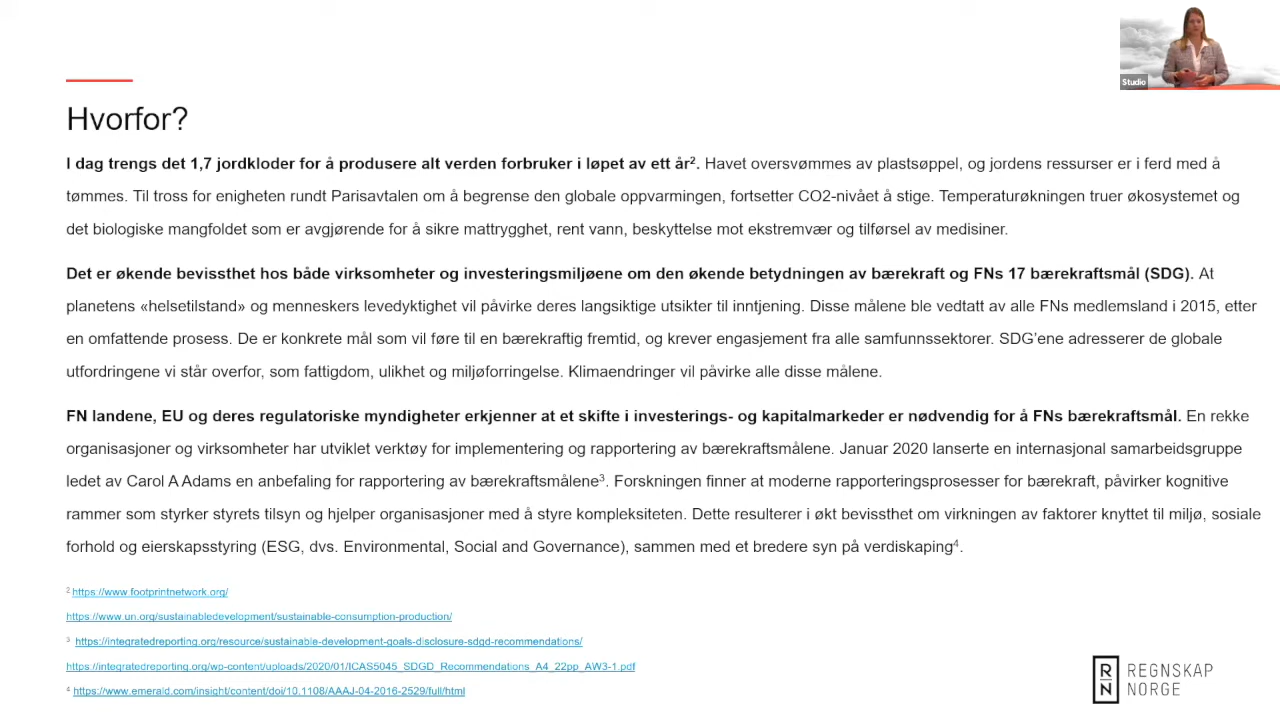 Studio
Hvorfor?
I dag trengs det 1,7 jordkloder for å produsere alt verden forbruker i løpet av ett år². Havet oversvømmes av plastsøppel, og jordens ressurser er i ferd med å
tømmes. Til tross for enigheten rundt Parisavtalen om å begrense den globale oppvarmingen, fortsetter CO2-nivået å stige. Temperaturøkningen truer økosystemet og
det biologiske mangfoldet som er avgjørende for å sikre mattrygghet, rent vann, beskyttelse mot ekstremvær og tilførsel av medisiner.
Det er økende bevissthet hos både virksomheter og investeringsmiljøene om den økende betydningen av bærekraft og FNs 17 bærekraftsmål (SDG). At
planetens «helsetilstand» og menneskers levedyktighet vil påvirke deres langsiktige utsikter til inntjening. Disse målene ble vedtatt av alle FNs medlemsland i 2015, etter
en omfattende prosess. De er konkrete mål som vil føre til en bærekraftig fremtid, og krever engasjement fra alle samfunnssektorer. SDG'ene adresserer de globale
utfordringene vi står overfor, som fattigdom, ulikhet og miljøforringelse. Klimaendringer vil påvirke alle disse målene.
FN landene, EU og deres regulatoriske myndigheter erkjenner at et skifte i investerings- og kapitalmarkeder er nødvendig for å FNs bærekraftsmål. En rekke
organisasjoner og virksomheter har utviklet verktøy for implementering og rapportering av bærekraftsmålene. Januar 2020 lanserte en internasjonal samarbeidsgruppe
ledet av Carol A Adams en anbefaling for rapportering av bærekraftsmålene³. Forskningen finner at moderne rapporteringsprosesser for bærekraft, påvirker kognitive
rammer som styrker styrets tilsyn og hjelper organisasjoner med å styre kompleksiteten. Dette resulterer i økt bevissthet om virkningen av faktorer knyttet til miljø, sosiale
forhold og eierskapsstyring (ESG, dvs. Environmental, Social and Governance), sammen med et bredere syn på verdiskaping⁴.
² https://www.footprintnetwork.org/
https://www.un.org/sustainabledevelopment/sustainable-consumption-production/
³ https://integratedreporting.org/resource/sustainable-development-goals-disclosure-sdgd-recommendations/
https://integratedreporting.org/wp-content/uploads/2020/01/ICAS5045_SDGD_Recommendations_A4_22pp_AW3-1.pdf
⁴ https://www.emerald.com/insight/content/doi/10.1108/AAAJ-04-2016-2529/full/html
RN REGNSKAP
NORGE